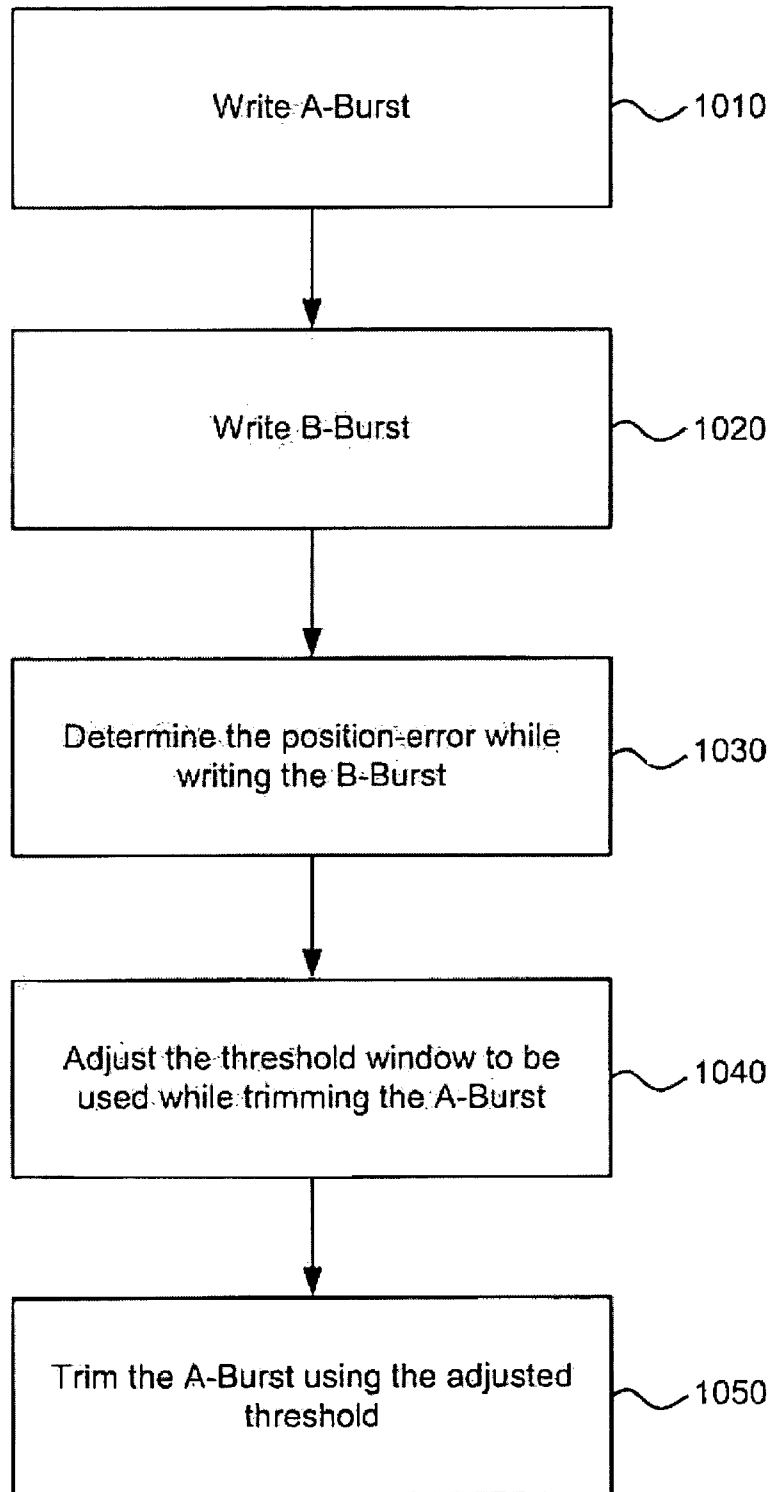 Write A-Burst
1010
Write B-Burst
1020
Determine the position-error while
writing the B-Burst
1030
Adjust the threshold window to be
used while trimming the A-Burst
1040
Trim the A-Burst using the adjusted
threshold
1050